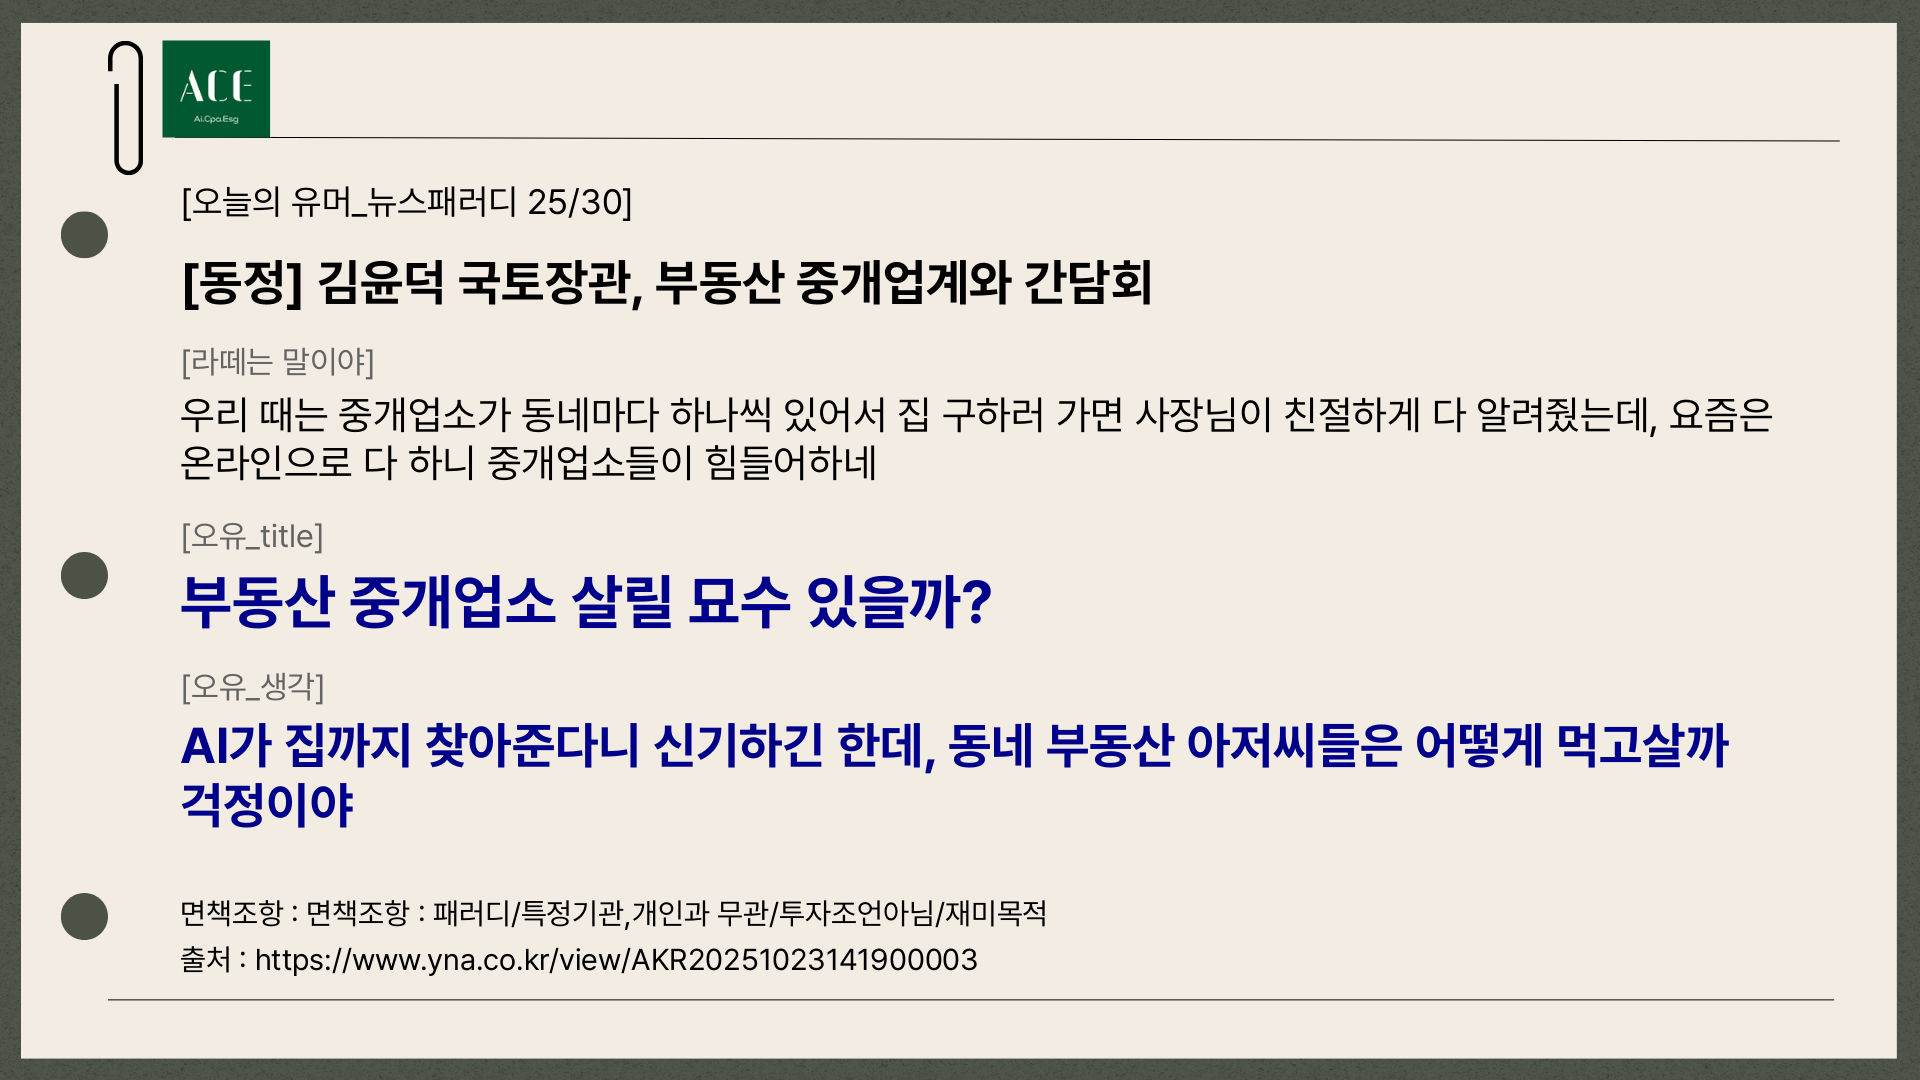 ACE
Ai.Cpa.Esg
[오늘의 유머_뉴스패러디 25/30]
[동정] 김윤덕 국토장관, 부동산 중개업계와 간담회
[라떼는 말이야]
우리 때는 중개업소가 동네마다 하나씩 있어서 집 구하러 가면 사장님이 친절하게 다 알려줬는데, 요즘은
온라인으로 다 하니 중개업소들이 힘들어하네
[오유_title]
부동산 중개업소 살릴 묘수 있을까?
[오유_생각]
AI가 집까지 찾아준다니 신기하긴 한데, 동네 부동산 아저씨들은 어떻게 먹고살까
걱정이야
면책조항 : 면책조항 : 패러디/특정기관,개인과 무관/투자조언아님/재미목적
출처 : https://www.yna.co.kr/view/AKR20251023141900003